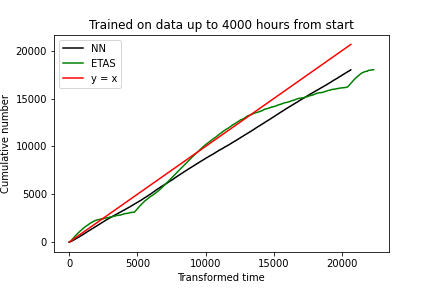 Trained on data up to 4000 hours from start
NN
ETAS
y = x
20000
15000
10000
5000
0
Cumulative number
0 5000 10000 15000 20000
Transformed time